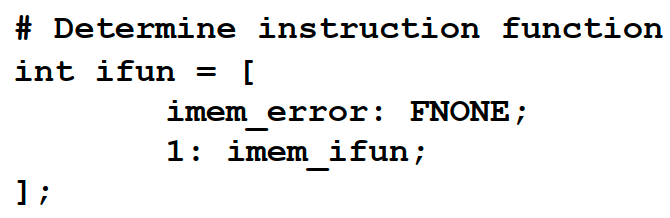 # Determine instruction function
int ifun = [
imem_error: FNONE;
1: imem_ifun;
];